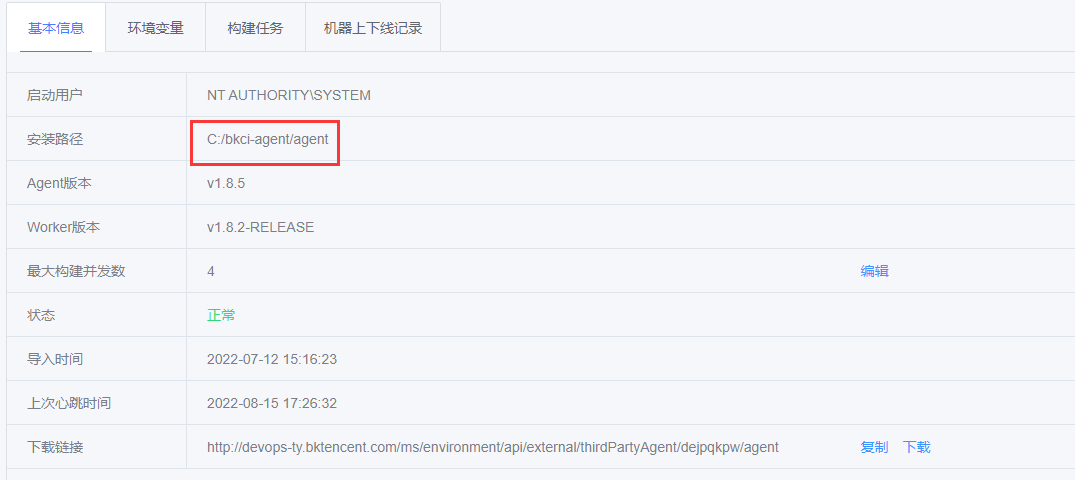 基本信息 环境变量 构建任务 机器上下线记录
启动用户 NT AUTHORITY\SYSTEM
安装路径 C:/bkci-agent/agent
Agent版本 v1.8.5
Worker版本 v1.8.2-RELEASE
最大构建并发数 4 编辑
状态 正常
导入时间 2022-07-12 15:16:23
上次心跳时间 2022-08-15 17:26:32
下载链接 http://devops-ty.bktencent.com/ms/environment/api/external/thirdPartyAgent/dejpqkpw/agent 复制 下载